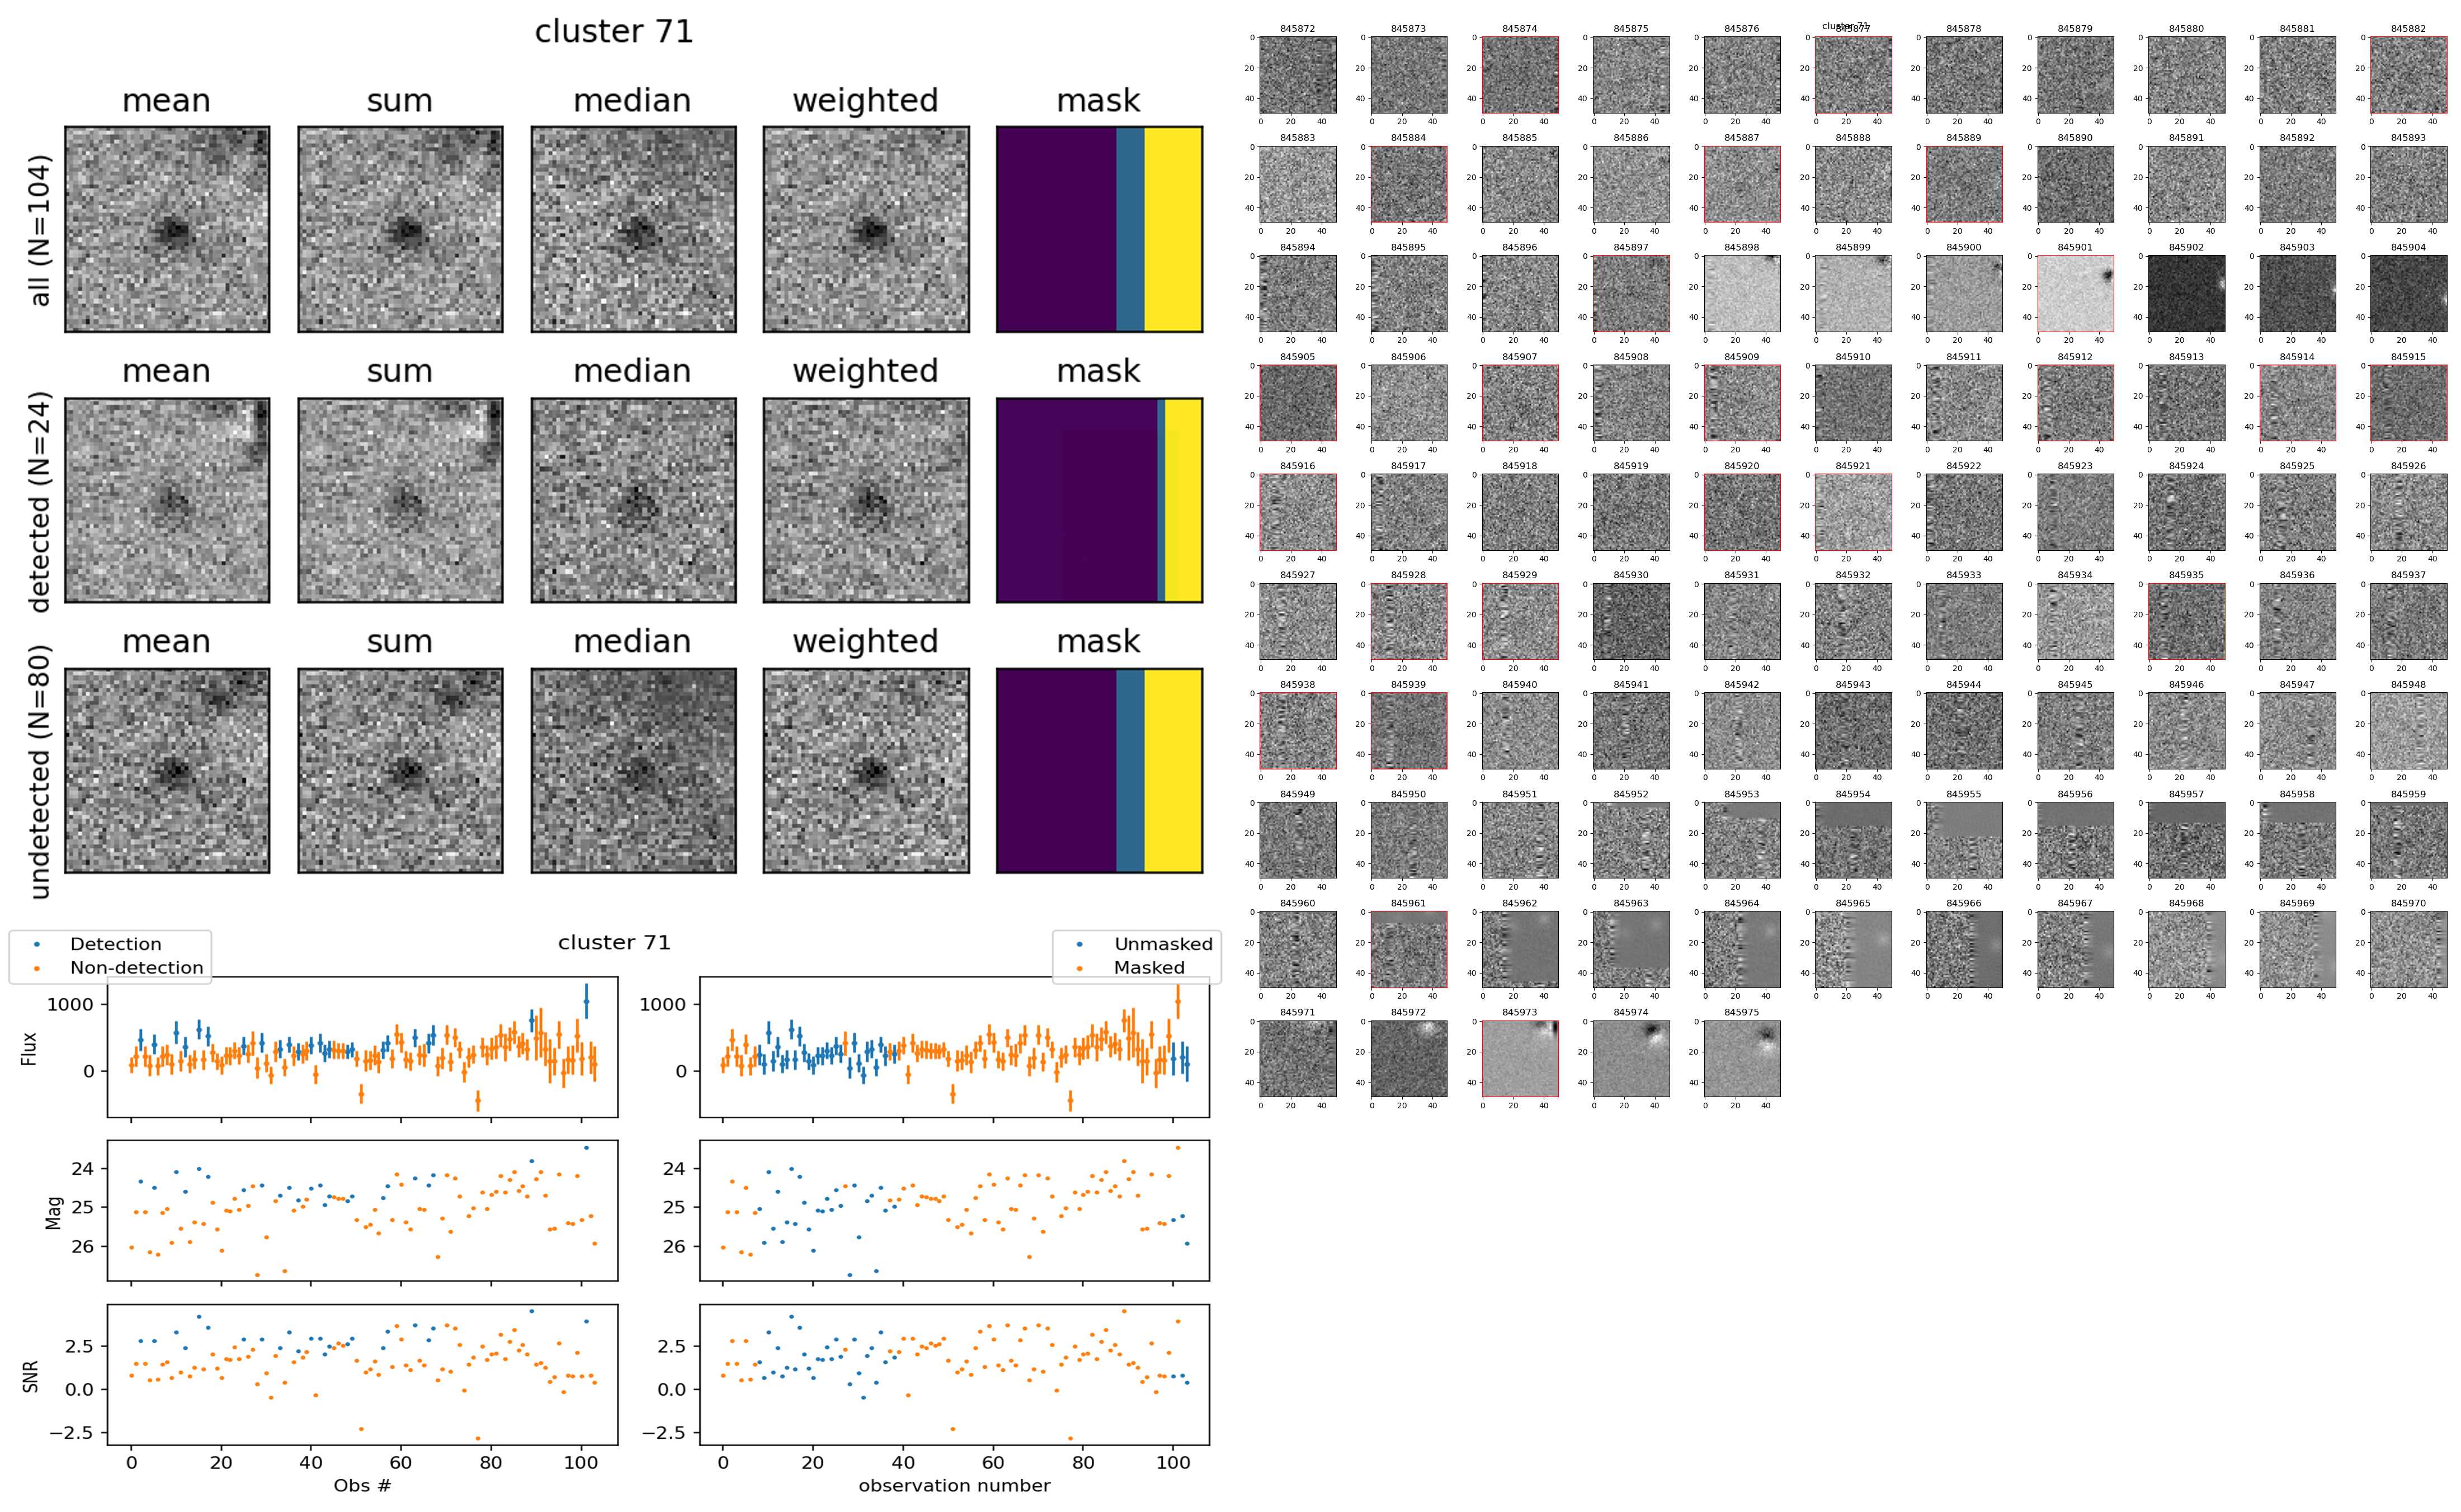 cluster 71
mean sum median weighted mask
all (N=104)
mean sum median weighted mask
detected (N=24)
mean sum median weighted mask
undetected (N=80)
cluster 71
Detection
Non-detection
Unmasked
Masked
Flux
1000
0
1000
0
Mag
24
25
26
24
25
26
SNR
2.5
0.0
−2.5
2.5
0.0
−2.5
0 20 40 60 80 100
Obs #
0 20 40 60 80 100
observation number
cluster 71
845872 845873 845874 845875 845876 845877 845878 845879 845880 845881 845882
845883 845884 845885 845886 845887 845888 845889 845890 845891 845892 845893
845894 845895 845896 845897 845898 845899 845900 845901 845902 845903 845904
845905 845906 845907 845908 845909 845910 845911 845912 845913 845914 845915
845916 845917 845918 845919 845920 845921 845922 845923 845924 845925 845926
845927 845928 845929 845930 845931 845932 845933 845934 845935 845936 845937
845938 845939 845940 845941 845942 845943 845944 845945 845946 845947 845948
845949 845950 845951 845952 845953 845954 845955 845956 845957 845958 845959
845960 845961 845962 845963 845964 845965 845966 845967 845968 845969 845970
845971 845972 845973 845974 845975